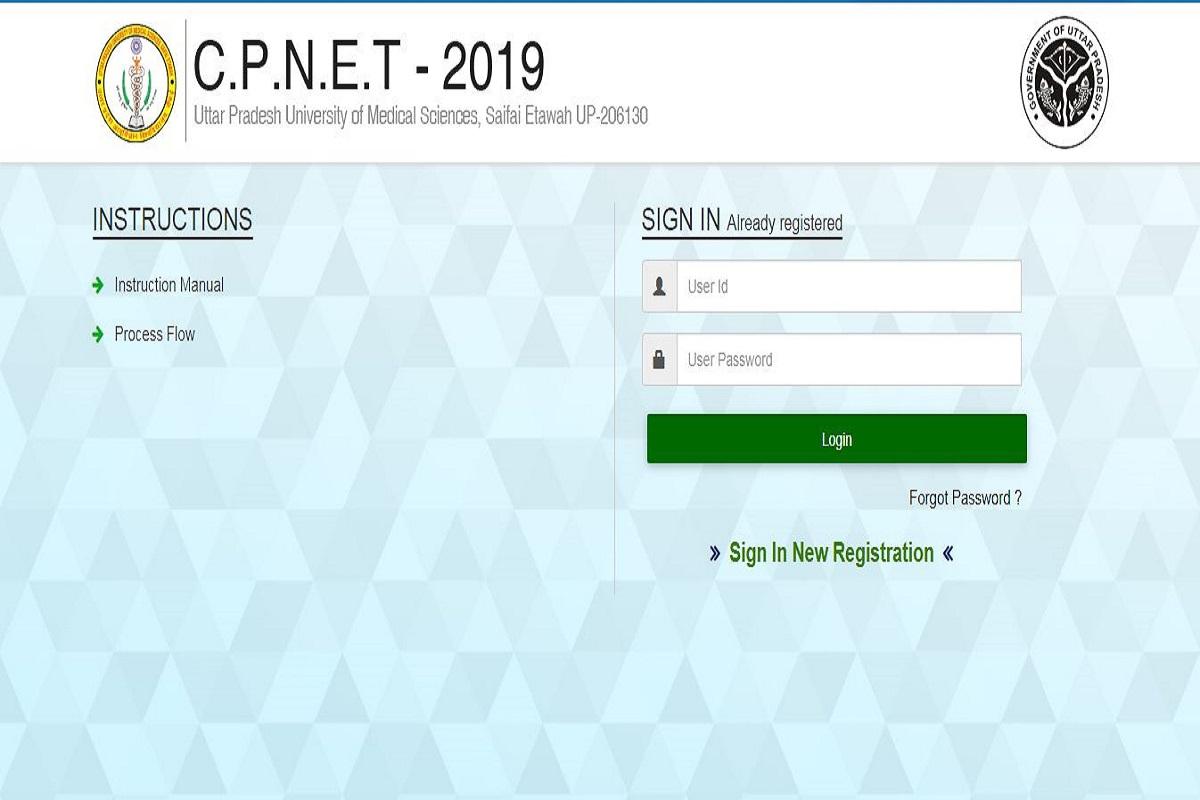 C.P.N.E.T - 2019
Uttar Pradesh University of Medical Sciences, Saifai Etawah UP-206130
GOVERNMENT OF UTTAR PRADESH
INSTRUCTIONS
Instruction Manual
Process Flow
SIGN IN Already registered
User Id
User Password
Login
Forgot Password ?
» Sign In New Registration «